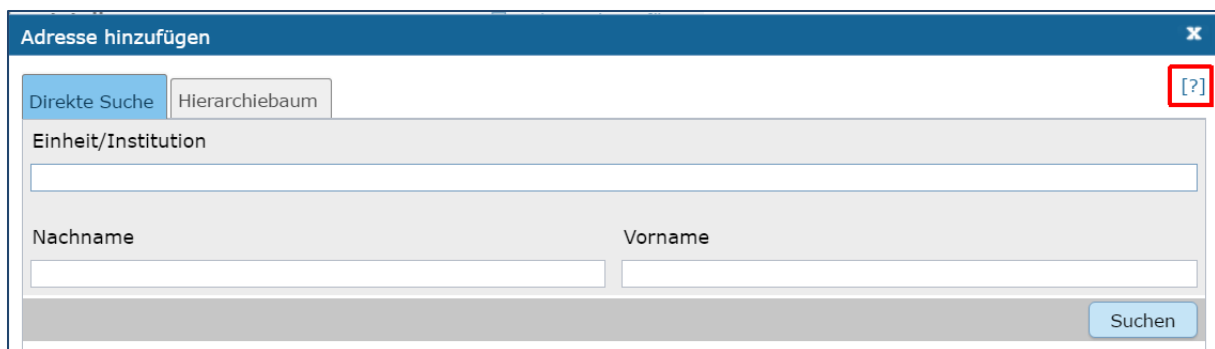 Adresse hinzufügen x
[?]
Direkte Suche Hierarchiebaum
Einheit/Institution
Nachname Vorname
Suchen